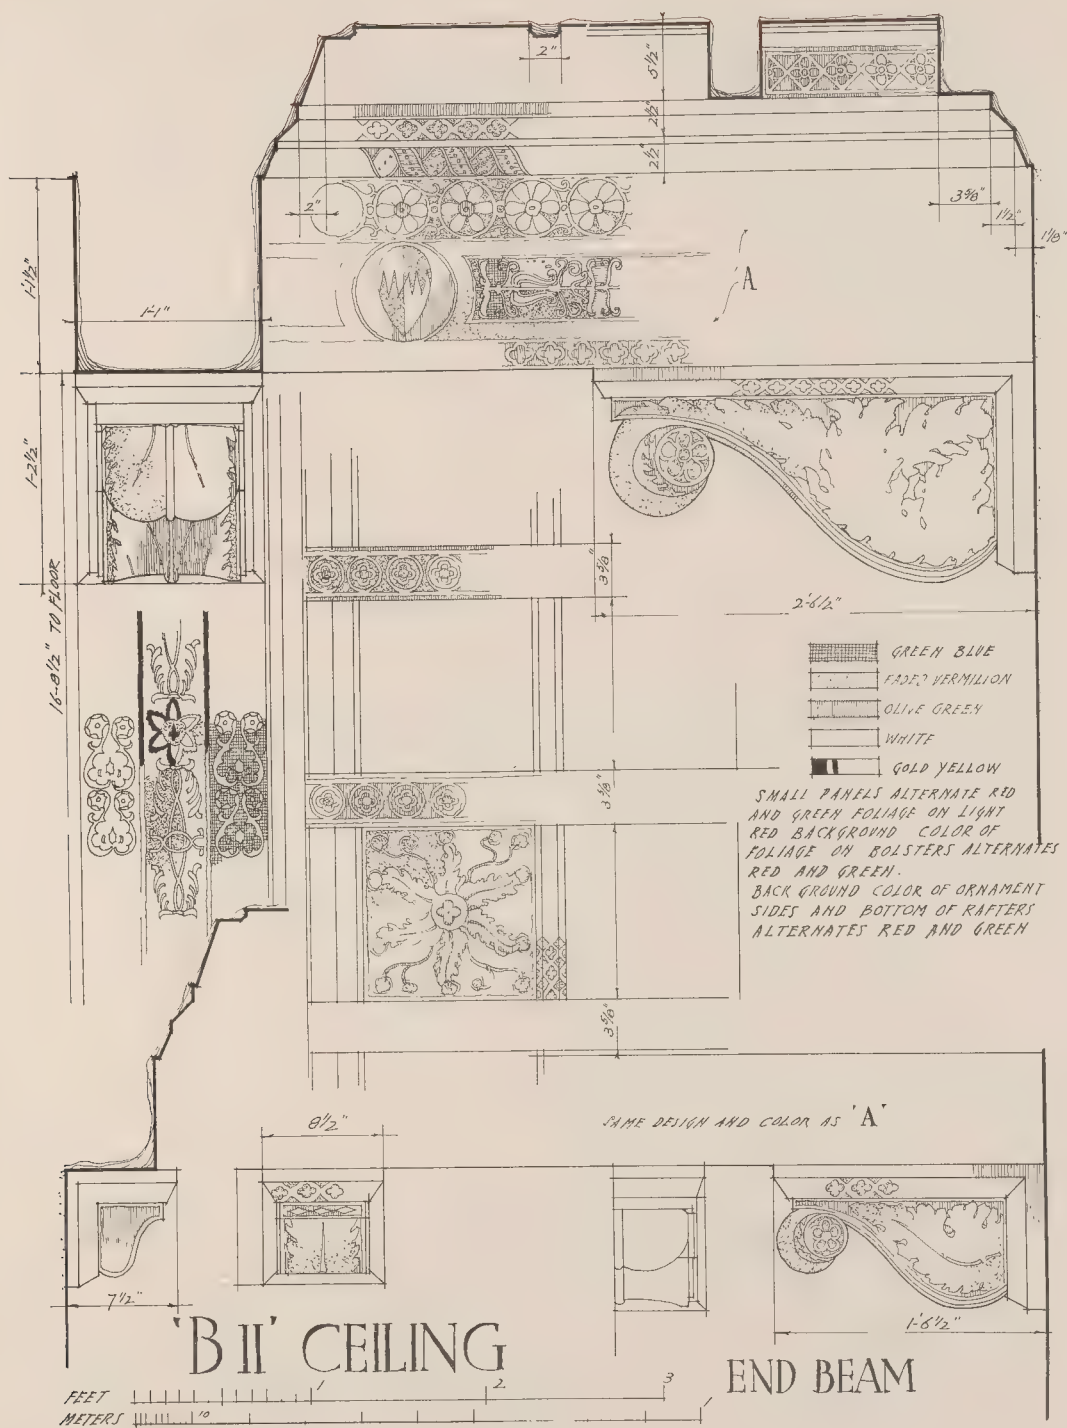 2"
5½"
2½"
2½"
2"
3⅝"
1½"
1⅛"
'A'
1'-1½"
1'-1"
1'-2½"
16'-8½" TO FLOOR
3⅝"
2'-6½"
GREEN BLUE
FADED VERMILION
OLIVE GREEN
WHITE
GOLD YELLOW
SMALL PANELS ALTERNATE RED
AND GREEN FOLIAGE ON LIGHT
RED BACKGROUND COLOR OF
FOLIAGE ON BOLSTERS ALTERNATES
RED AND GREEN.
BACK GROUND COLOR OF ORNAMENT
SIDES AND BOTTOM OF RAFTERS
ALTERNATES RED AND GREEN
3⅝"
3⅝"
8½"
SAME DESIGN AND COLOR AS 'A'
7½"
1'-6½"
'B II' CEILING
END BEAM
FEET 1 2 3
METERS 10 1